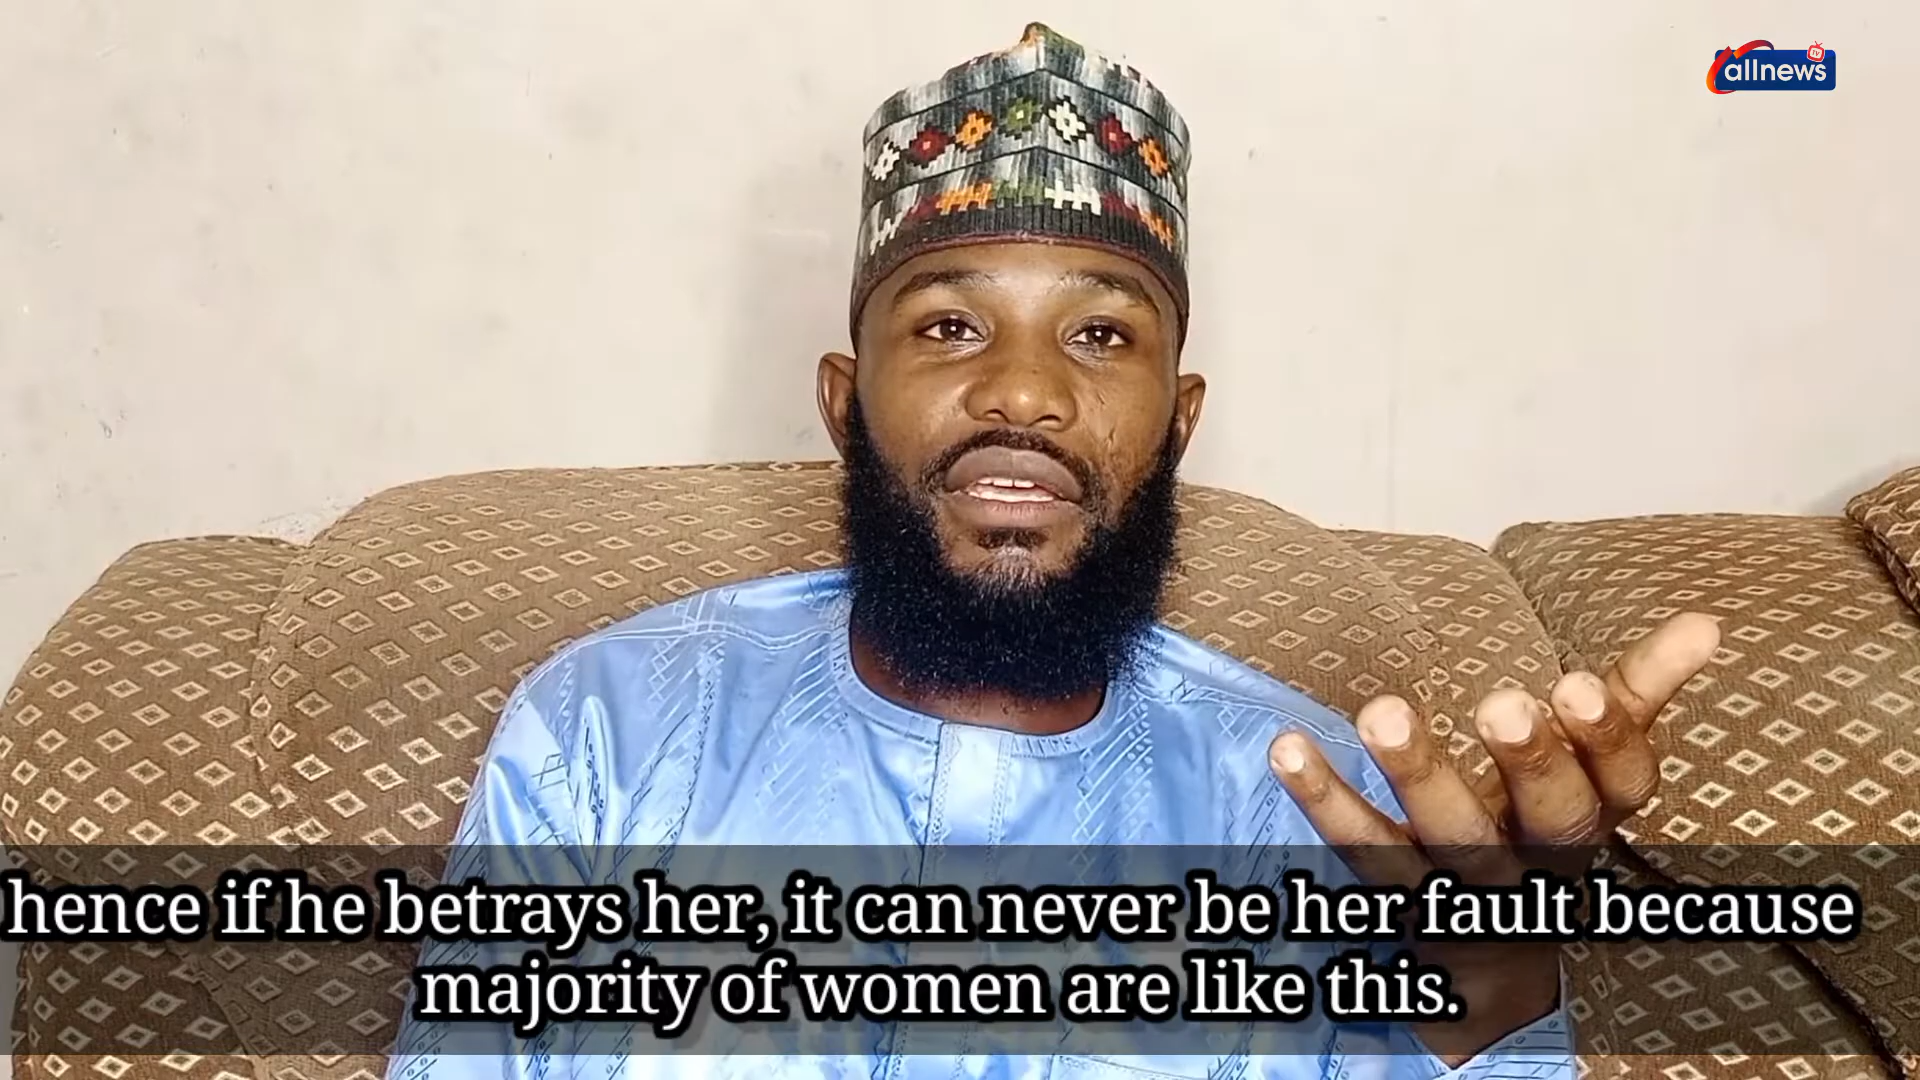 allnews
TV
hence if he betrays her, it can never be her fault because
majority of women are like this.